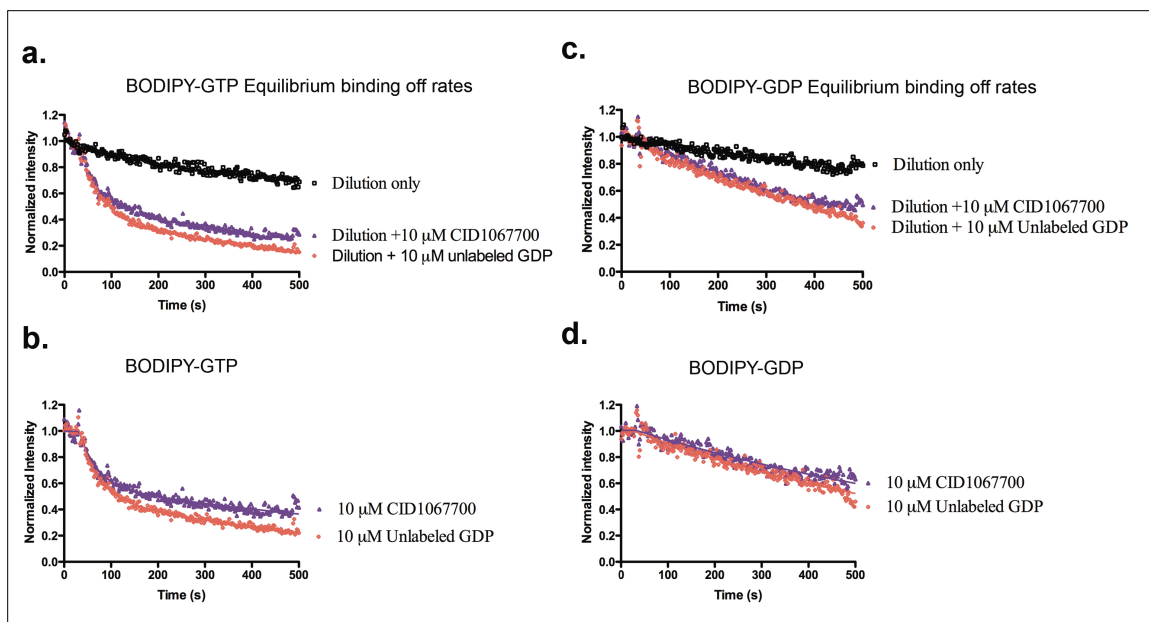 a.
BODIPY-GTP Equilibrium binding off rates
Normalized Intensity
1.2
1.0
0.8
0.6
0.4
0.2
0.0
0 100 200 300 400 500
Time (s)
Dilution only
Dilution +10 μM CID1067700
Dilution + 10 μM unlabeled GDP
b.
BODIPY-GTP
Normalized Intensity
1.2
1.0
0.8
0.6
0.4
0.2
0.0
0 100 200 300 400 500
Time (s)
10 μM CID1067700
10 μM Unlabeled GDP
c.
BODIPY-GDP Equilibrium binding off rates
Normalized Intensity
1.2
1.0
0.8
0.6
0.4
0.2
0.0
0 100 200 300 400 500
Time (s)
Dilution only
Dilution +10 μM CID1067700
Dilution + 10 μM Unlabeled GDP
d.
BODIPY-GDP
Normalized Intensity
1.2
1.0
0.8
0.6
0.4
0.2
0.0
0 100 200 300 400 500
Time (s)
10 μM CID1067700
10 μM Unlabeled GDP